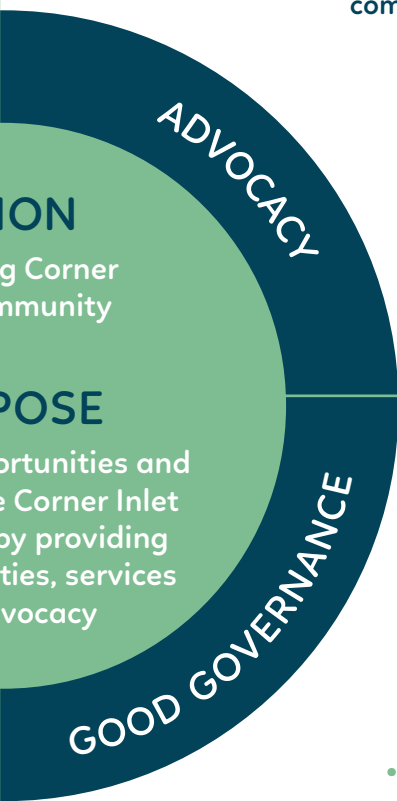 com
ADVOCACY
ION
g Corner
mmunity
POSE
ortunities and
e Corner Inlet
by providing
ties, services
vocacy
GOOD GOVERNANCE